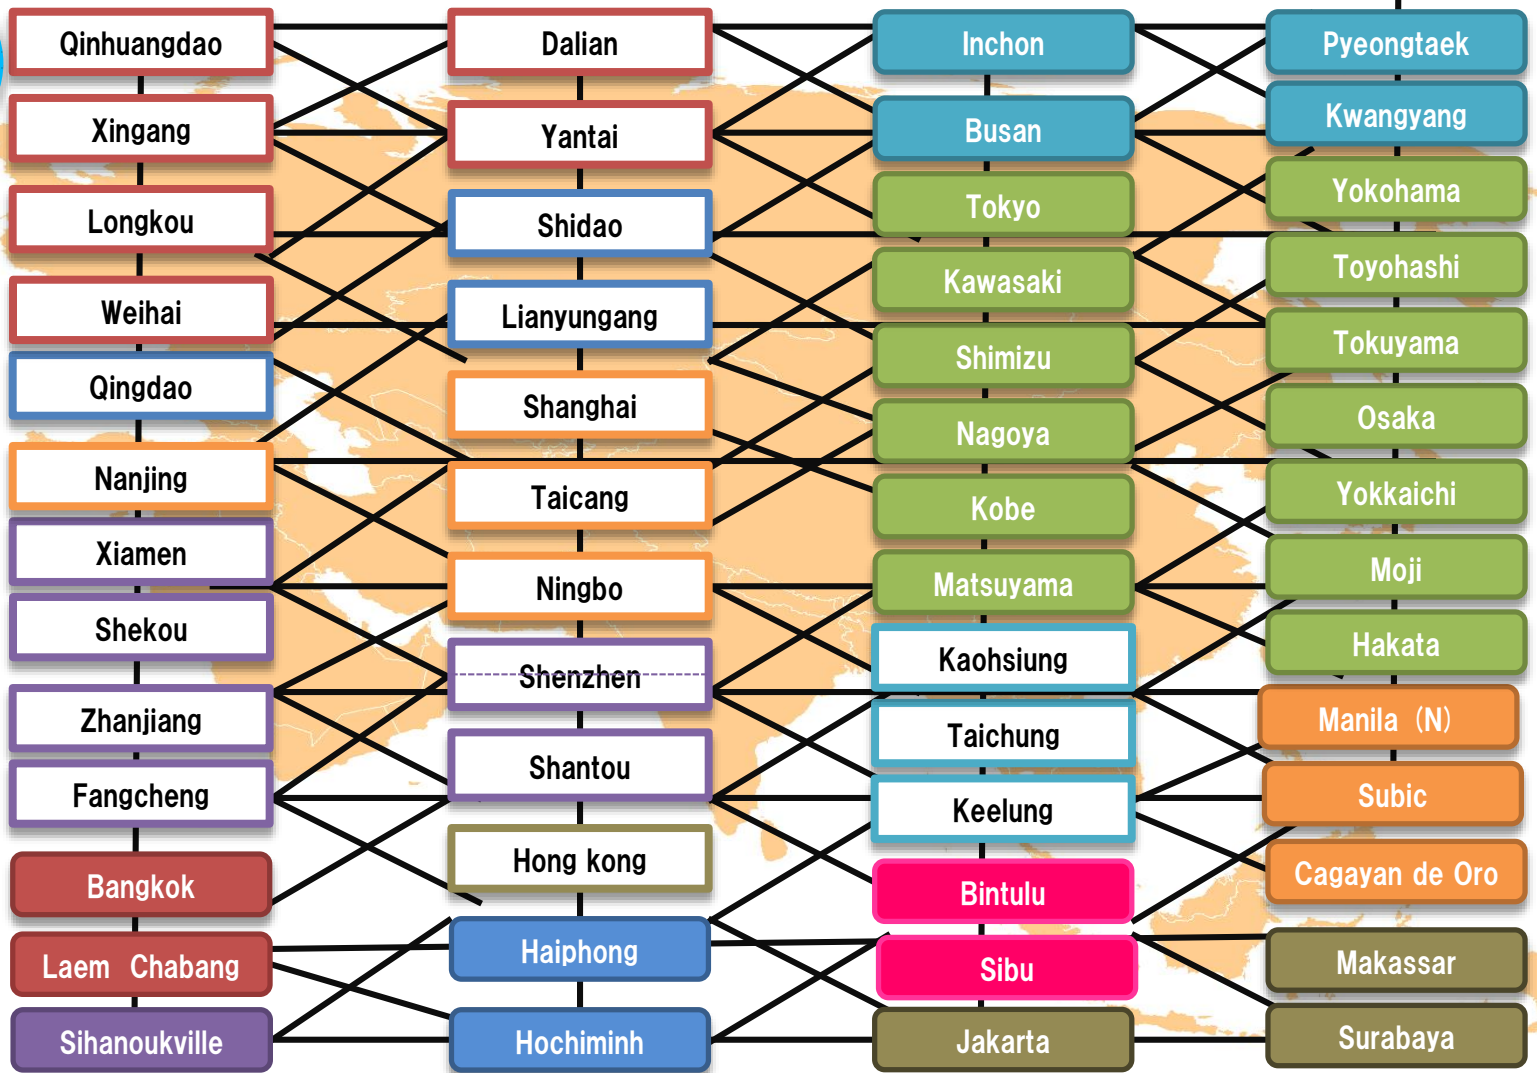 Qinhuangdao
Dalian
Inchon
Pyeongtaek
Xingang
Yantai
Busan
Kwangyang
Longkou
Shidao
Tokyo
Yokohama
Weihai
Lianyungang
Kawasaki
Toyohashi
Qingdao
Shanghai
Shimizu
Tokuyama
Nanjing
Taicang
Nagoya
Osaka
Xiamen
Ningbo
Kobe
Yokkaichi
Shekou
Shenzhen
Matsuyama
Moji
Zhanjiang
Shantou
Kaohsiung
Hakata
Fangcheng
Hong kong
Taichung
Manila (N)
Bangkok
Haiphong
Keelung
Subic
Laem Chabang
Hochiminh
Bintulu
Cagayan de Oro
Sihanoukville
Sibu
Makassar
Jakarta
Surabaya